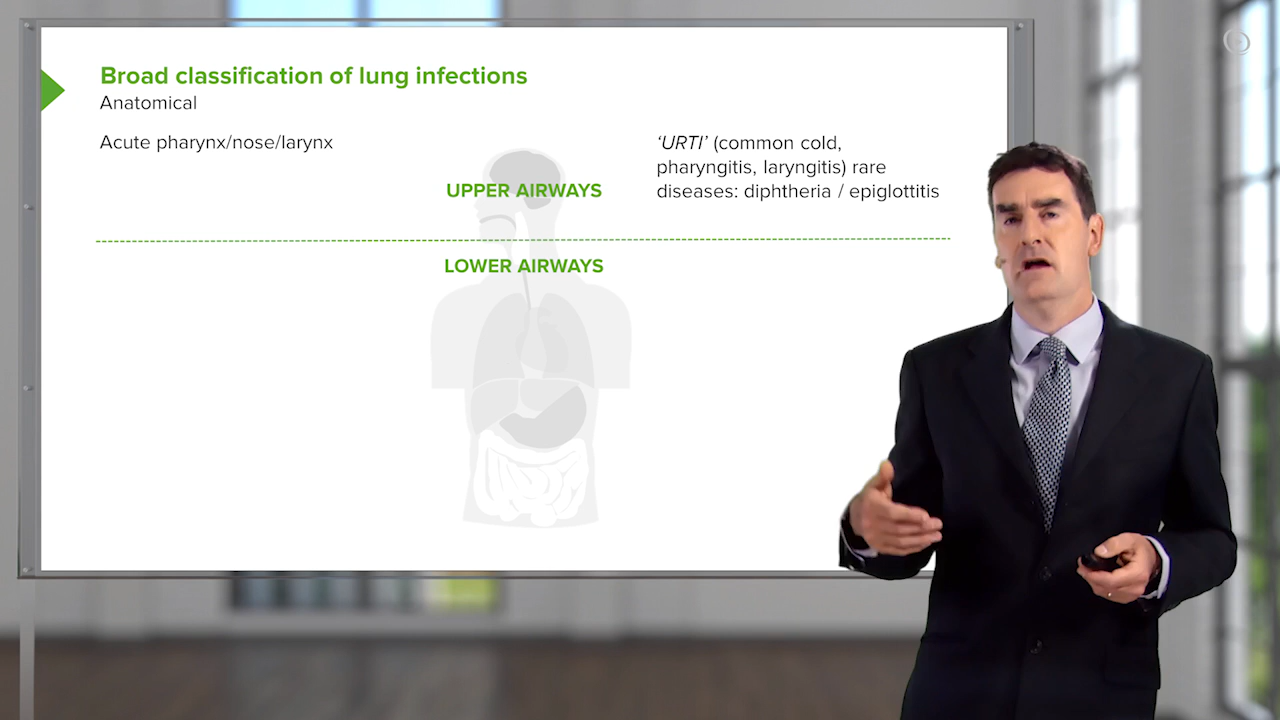 Broad classification of lung infections
Anatomical
Acute pharynx/nose/larynx
‘URTI’ (common cold,
pharyngitis, laryngitis) rare
diseases: diphtheria / epiglottitis
UPPER AIRWAYS
LOWER AIRWAYS